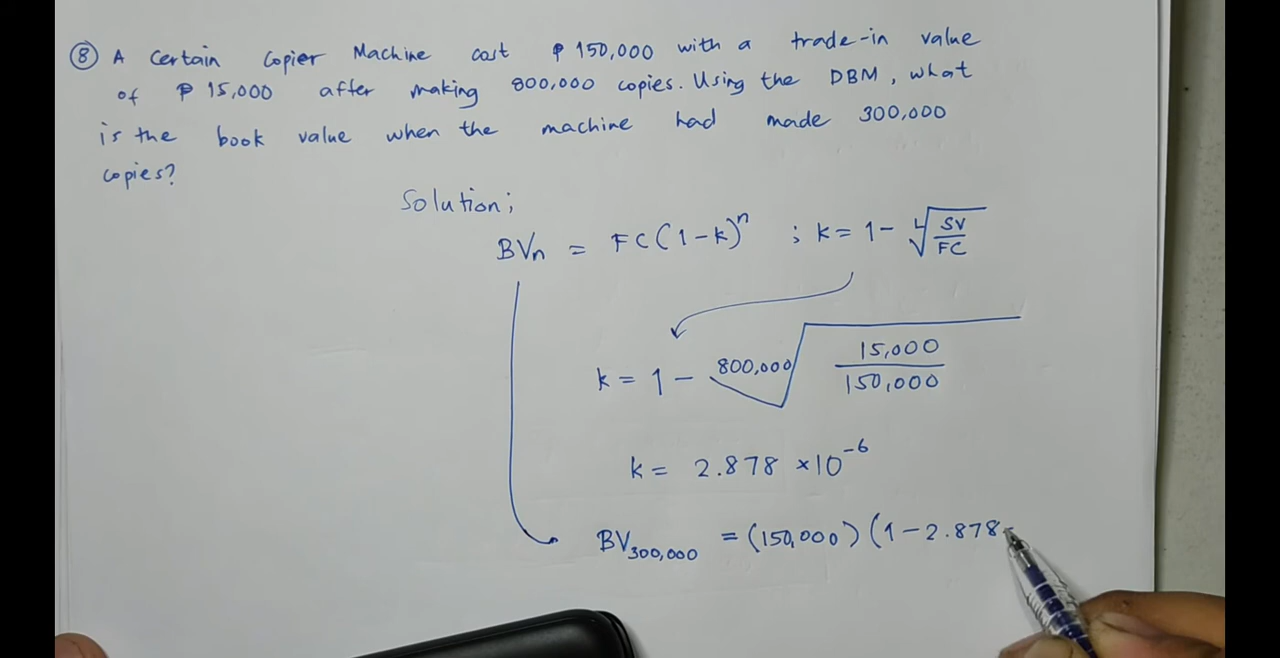 ⑧ A certain copier Machine cost ₱ 150,000 with a trade-in value
of ₱ 15,000 after making 800,000 copies. Using the DBM, what
is the book value when the machine had made 300,000
copies?
Solution;
BVn = FC(1-k)^n ; k = 1 - L√(SV/FC)
k = 1 - 800,000√(15,000/150,000)
k = 2.878 ×10^-6
BV300,000 = (150,000) (1-2.878